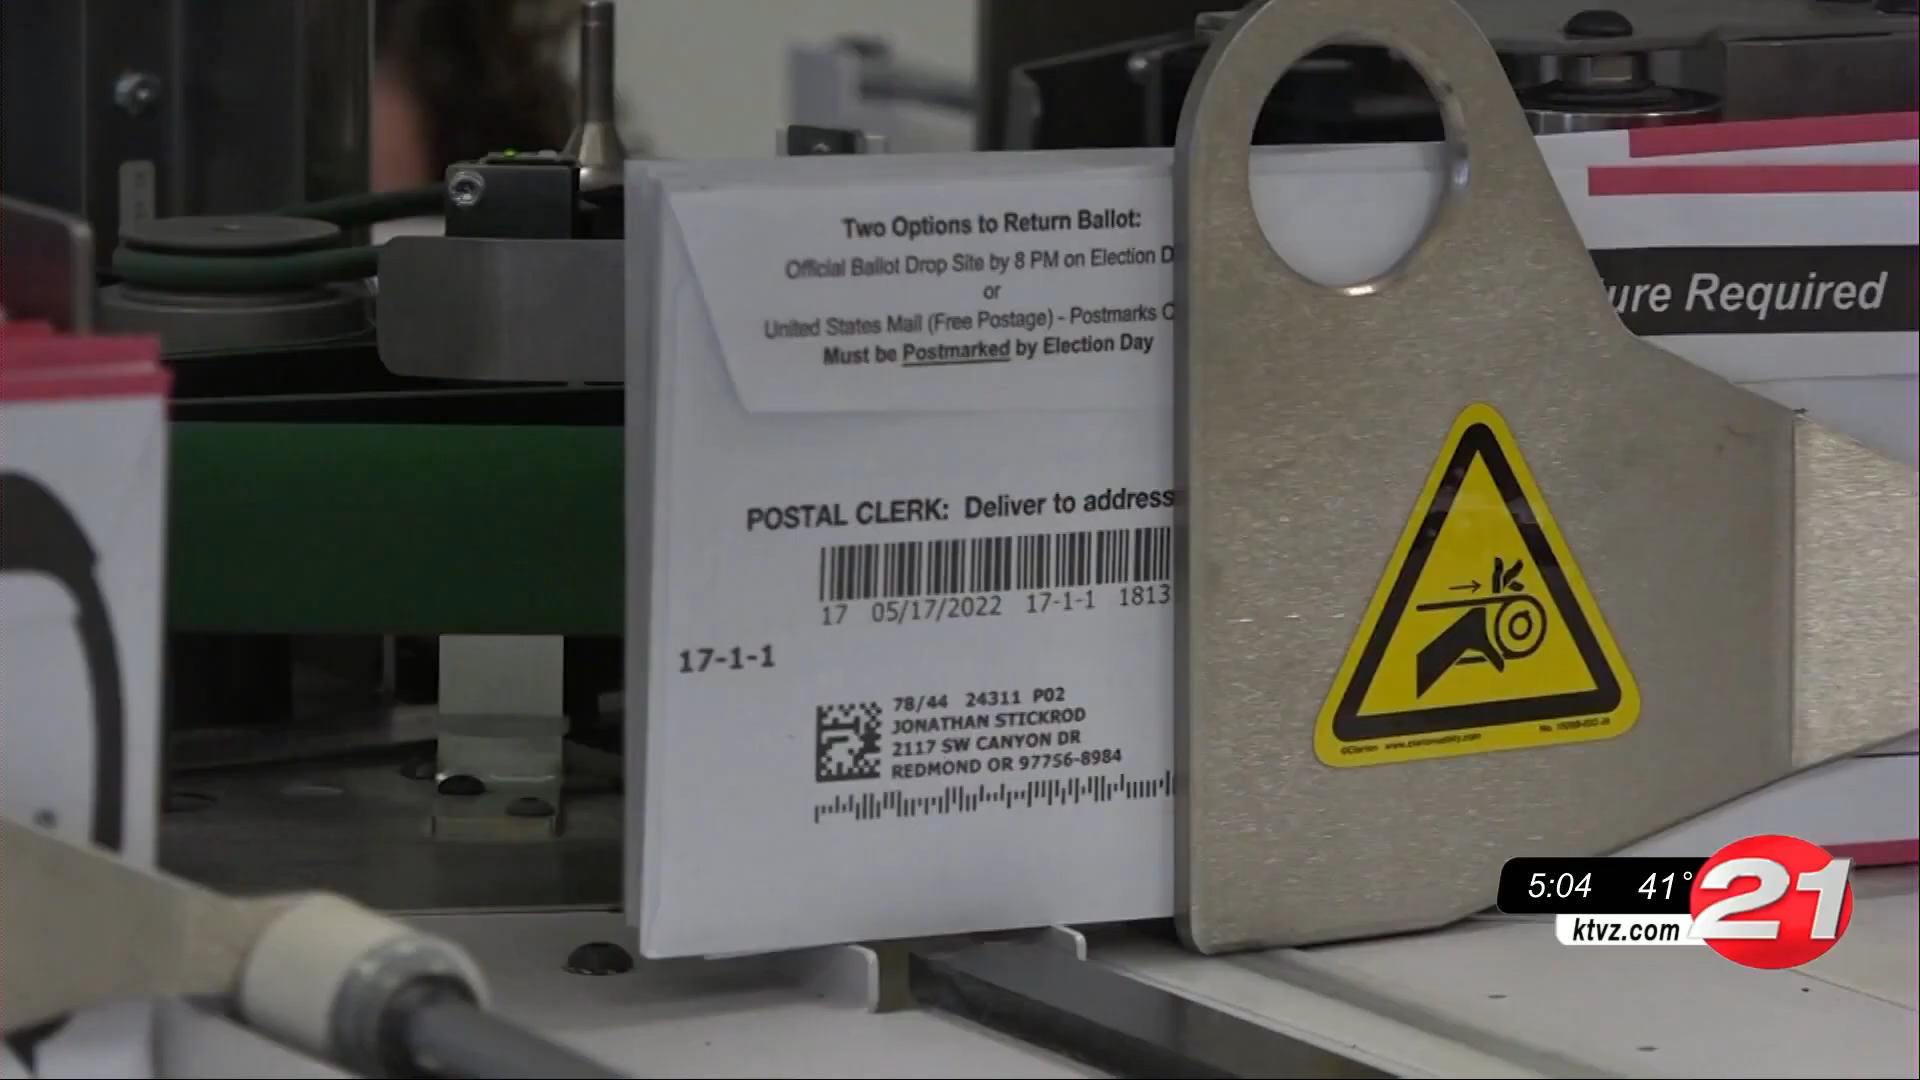 Two Options to Return Ballot:
Official Ballot Drop Site by 8 PM on Election D
or
United States Mail (Free Postage) - Postmarks
Must be Postmarked by Election Day
ure Required
POSTAL CLERK: Deliver to address
17 05/17/2022 17-1-1 1813
17-1-1
78/44 24311 P02
JONATHAN STICKROD
2117 SW CANYON DR
REDMOND OR 97756-8984
5:04 41°
21
ktvz.com